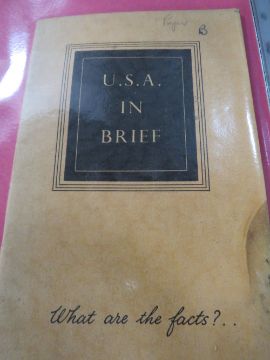 B
U.S.A.
IN
BRIEF
What are the facts?..